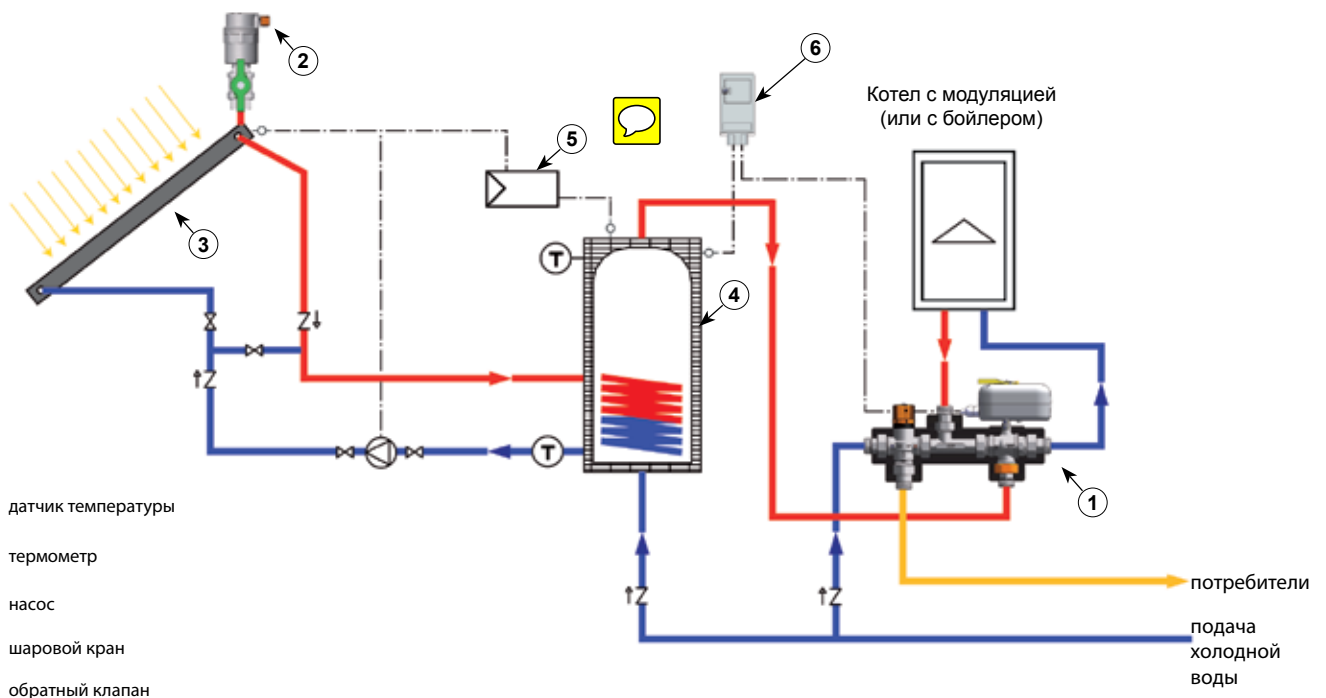 2
6
Котел с модуляцией
(или с бойлером)
5
3
T
4
T
1
датчик температуры
термометр
насос
шаровой кран
обратный клапан
потребители
подача
холодной
воды